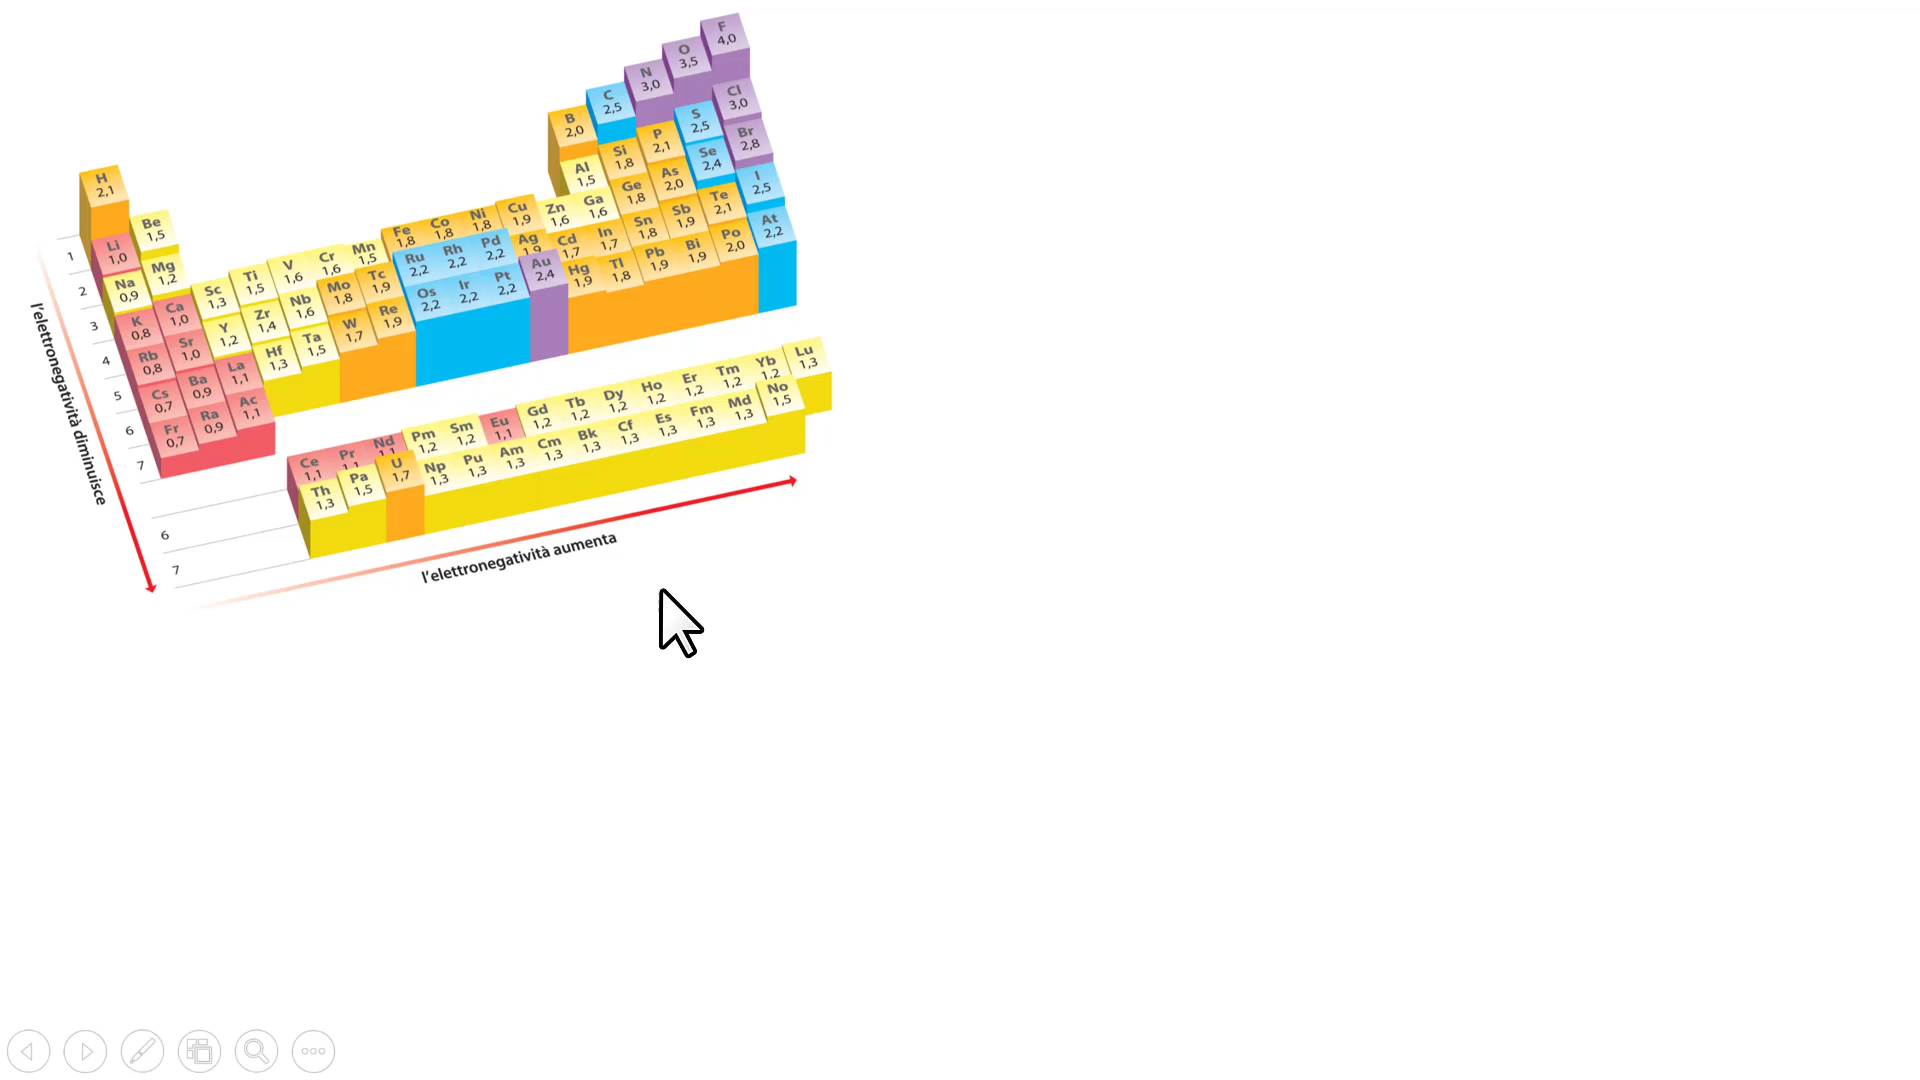 F
4,0
O
3,5
N
3,0
C
2,5
B
2,0
Cl
3,0
S
2,5
P
2,1
Si
1,8
Al
1,5
Br
2,8
Se
2,4
As
2,0
Ge
1,8
Ga
1,6
Zn
1,6
Cu
1,9
Ni
1,8
Co
1,8
Fe
1,8
Mn
1,5
Cr
1,6
V
1,6
Ti
1,5
Sc
1,3
H
2,1
Be
1,5
Li
1,0
Mg
1,2
Na
0,9
Ca
1,0
K
0,8
I
2,5
Te
2,1
Sb
1,9
Sn
1,8
In
1,7
Cd
1,7
Ag
1,9
Pd
2,2
Rh
2,2
Ru
2,2
Tc
1,9
Mo
1,8
Nb
1,6
Zr
1,4
Y
1,2
Sr
1,0
Rb
0,8
At
2,2
Po
2,0
Bi
1,9
Pb
1,9
Tl
1,8
Hg
1,9
Au
2,4
Pt
2,2
Ir
2,2
Os
2,2
Re
1,9
W
1,7
Ta
1,5
Hf
1,3
La
1,1
Ba
0,9
Cs
0,7
Ac
1,1
Ra
0,9
Fr
0,7
1
2
3
4
5
6
7
l'elettronegatività diminuisce
Ce
1,1
Pr
1,1
Nd
1,1
Pm
1,2
Sm
1,2
Eu
1,1
Gd
1,2
Tb
1,2
Dy
1,2
Ho
1,2
Er
1,2
Tm
1,2
Yb
1,2
Lu
1,3
Th
1,3
Pa
1,5
U
1,7
Np
1,3
Pu
1,3
Am
1,3
Cm
1,3
Bk
1,3
Cf
1,3
Es
1,3
Fm
1,3
Md
1,3
No
1,5
6
7
l'elettronegatività aumenta